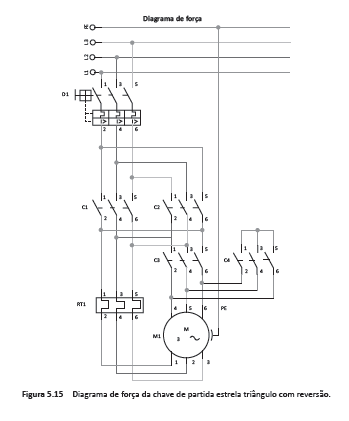 Diagrama de força
PE
L3
L2
L1
1 3 5
D1
I> I> I>
2 4 6
1 3 5 1 3 5
C1 C2
2 4 6 2 4 6
1 3 5 1 3 5
C3 C4
2 4 6 2 4 6
1 3 5
RT1
2 4 6
4 5 6 PE
M
M1
3
1 2 3
Figura 5.15 Diagrama de força da chave de partida estrela triângulo com reversão.